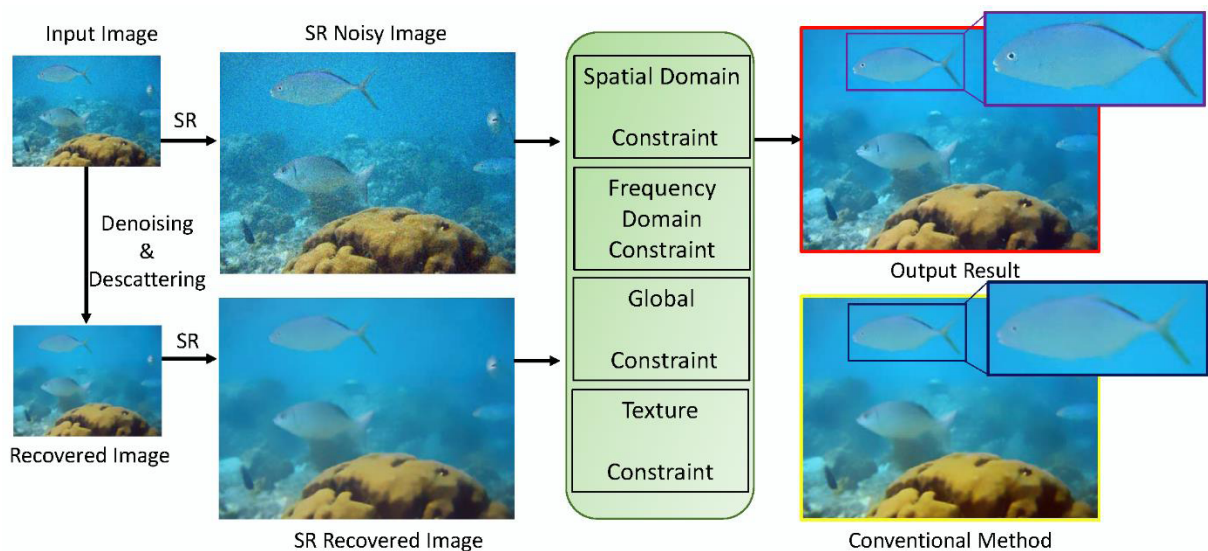 Input Image
SR Noisy Image
SR
Denoising
&
Descattering
SR
Recovered Image
SR Recovered Image
Spatial Domain
Constraint
Frequency
Domain
Constraint
Global
Constraint
Texture
Constraint
Output Result
Conventional Method